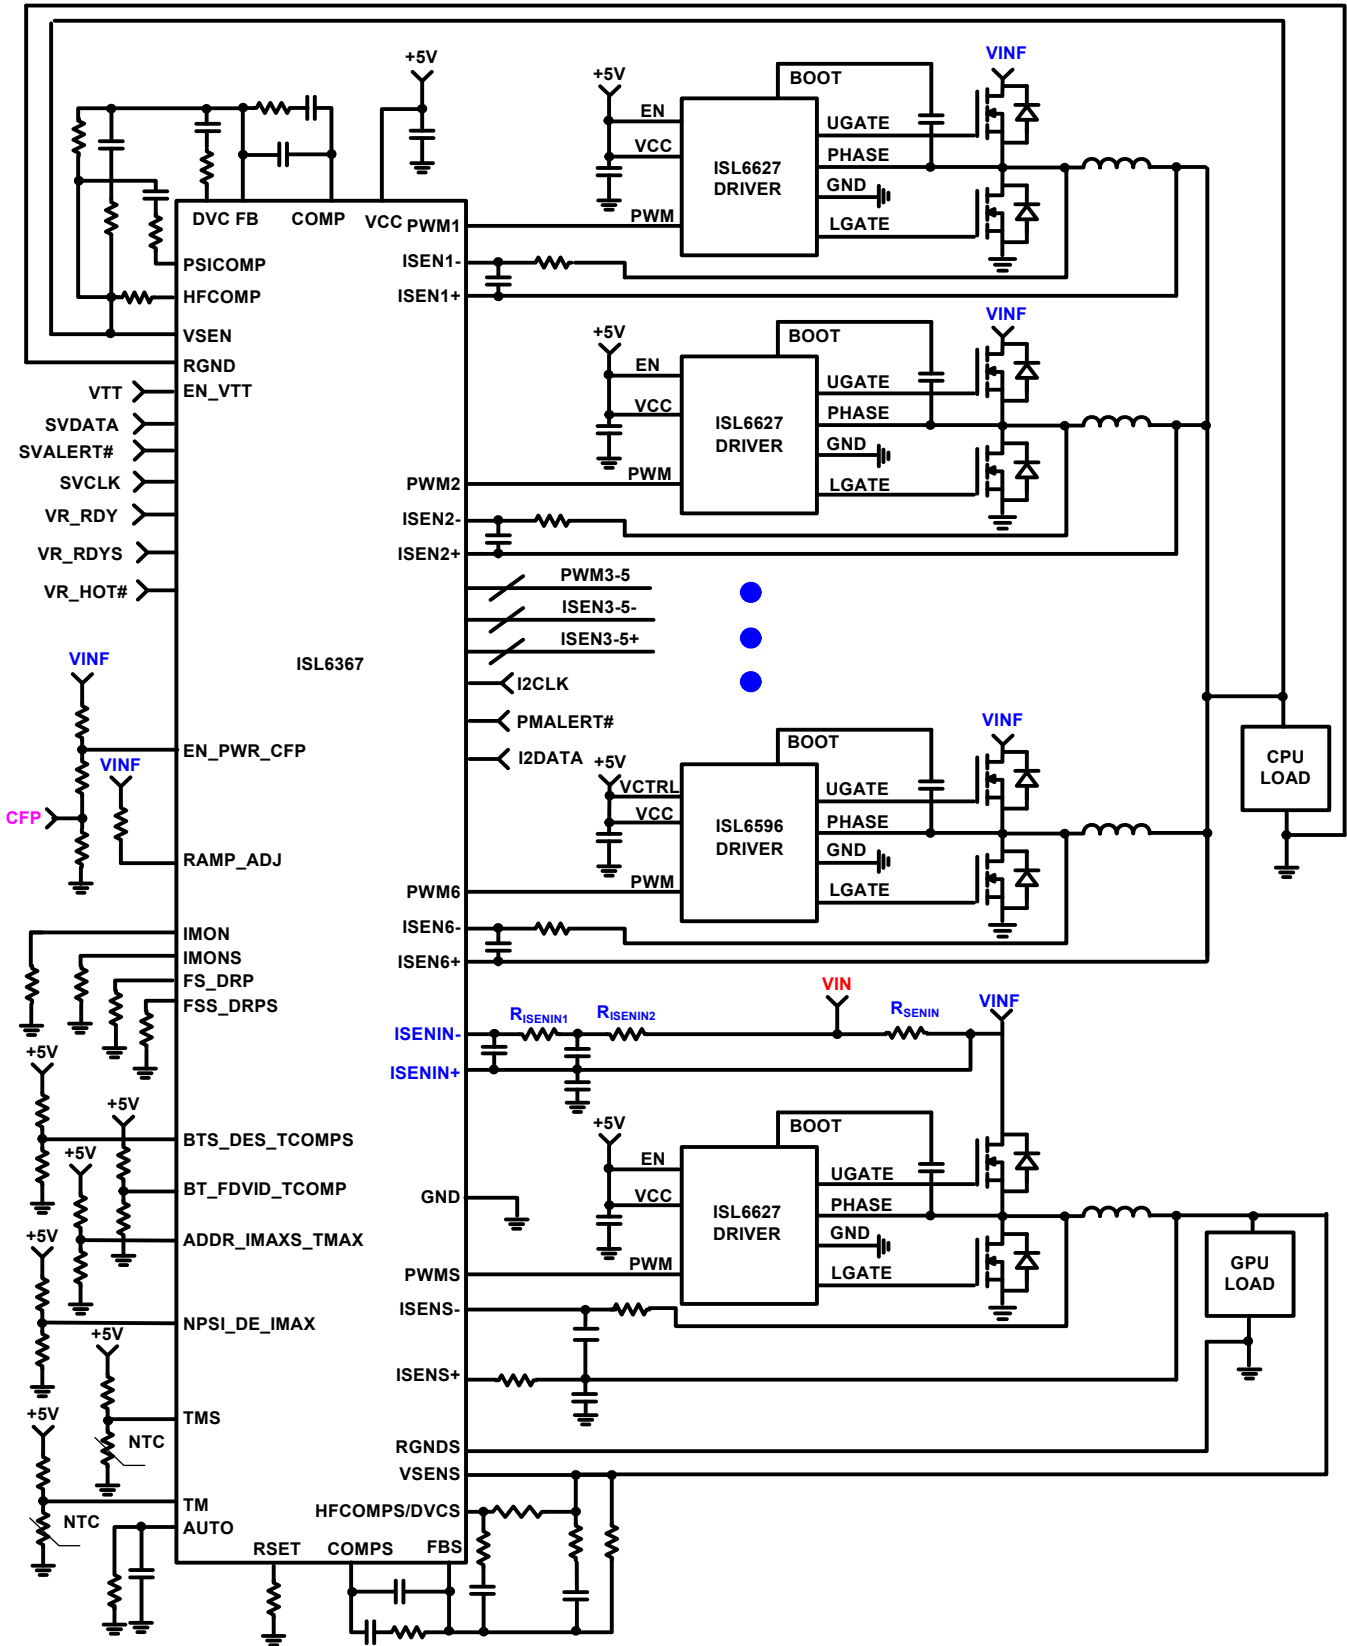 +5V
DVC FB COMP VCC
PSICOMP
HFCOMP
VSEN
RGND
VTT EN_VTT
SVDATA
SVALERT#
SVCLK
VR_RDY
VR_RDYS
VR_HOT#
VINF
EN_PWR_CFP
VINF
CFP
RAMP_ADJ
IMON
IMONS
FS_DRP
FSS_DRPS
+5V
+5V
BTS_DES_TCOMPS
+5V
BT_FDVID_TCOMP
+5V
ADDR_IMAXS_TMAX
NPSI_DE_IMAX
+5V
TMS
+5V
NTC
TM
NTC
AUTO
RSET COMPS FBS
ISL6367
PWM1
ISEN1-
ISEN1+
PWM2
ISEN2-
ISEN2+
PWM3-5
ISEN3-5-
ISEN3-5+
I2CLK
PMALERT#
I2DATA
PWM6
ISEN6-
ISEN6+
ISENIN-
ISENIN+
GND
PWMS
ISENS-
ISENS+
RGNDS
VSENS
HFCOMPS/DVCS
+5V
EN
VCC
PWM
ISL6627
DRIVER
BOOT
UGATE
PHASE
GND
LGATE
VINF
+5V
EN
VCC
PWM
ISL6627
DRIVER
BOOT
UGATE
PHASE
GND
LGATE
VINF
+5V
VCTRL
VCC
PWM
ISL6596
DRIVER
BOOT
UGATE
PHASE
GND
LGATE
VINF
CPU
LOAD
RISENIN1
RISENIN2
VIN
RSENIN
VINF
+5V
EN
VCC
PWM
ISL6627
DRIVER
BOOT
UGATE
PHASE
GND
LGATE
GPU
LOAD